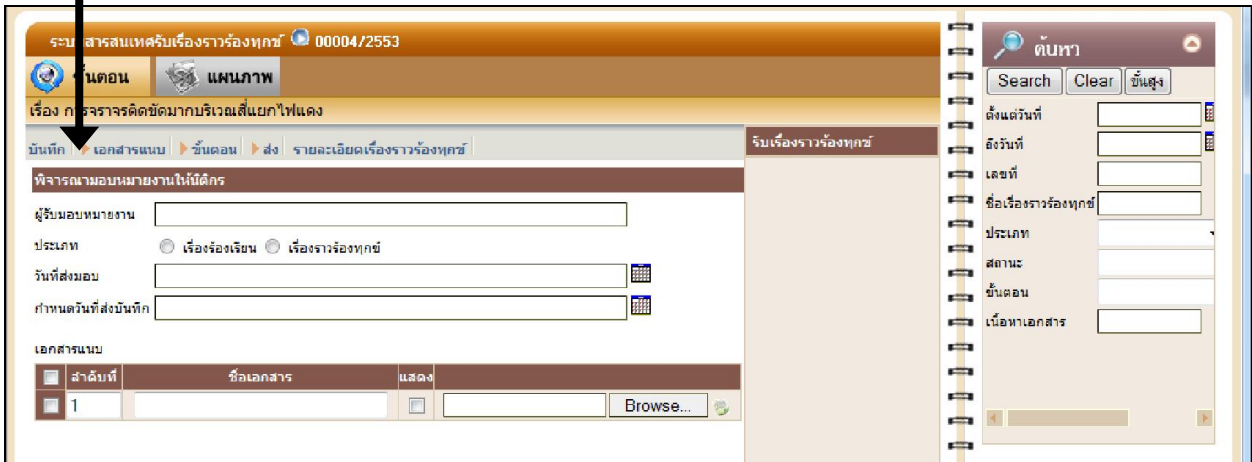 ระบบสารสนเทศรับเรื่องราวร้องทุกข์ 00004/2553
ขั้นตอน แผนภาพ
เรื่อง การจราจรติดขัดมากบริเวณสี่แยกไฟแดง
บันทึก เอกสารแนบ ขั้นตอน ส่ง รายละเอียดเรื่องราวร้องทุกข์
พิจารณามอบหมายงานให้นิติกร
ผู้รับมอบหมายงาน
ประเภท เรื่องร้องเรียน เรื่องราวร้องทุกข์
วันที่ส่งมอบ
กำหนดวันที่ส่งบันทึก
เอกสารแนบ
ลำดับที่ ชื่อเอกสาร แสดง
1 Browse...
รับเรื่องราวร้องทุกข์
ค้นหา
Search Clear ขั้นสูง
ตั้งแต่วันที่
ถึงวันที่
เลขที่
ชื่อเรื่องราวร้องทุกข์
ประเภท
สถานะ
ขั้นตอน
เนื้อหาเอกสาร